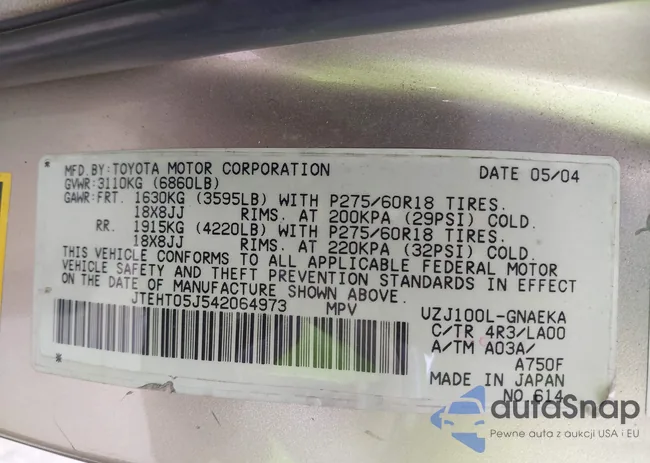 MFD.BY:TOYOTA MOTOR CORPORATION DATE 05/04
GVWR:3110KG (6860LB)
GAWR:FRT. 1630KG (3595LB) WITH P275/60R18 TIRES.
18X8JJ RIMS. AT 200KPA (29PSI) COLD.
RR. 1915KG (4220LB) WITH P275/60R18 TIRES.
18X8JJ RIMS. AT 220KPA (32PSI) COLD.
THIS VEHICLE CONFORMS TO ALL APPLICABLE FEDERAL MOTOR
VEHICLE SAFETY AND THEFT PREVENTION STANDARDS IN EFFECT
ON THE DATE OF MANUFACTURE SHOWN ABOVE.
JTEHT05J542064973 MPV UZJ100L-GNAEKA
C/TR 4R3/LA00
A/TM A03A/
A750F
MADE IN JAPAN
NO.614
autoSnap
Pewne auta z aukcji USA i EU